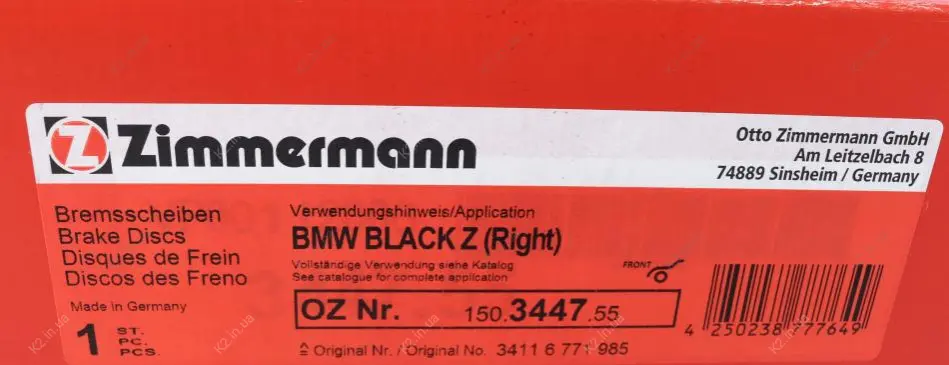 Zimmermann
Otto Zimmermann GmbH
Am Leitzelbach 8
74889 Sinsheim / Germany
Bremsscheiben
Brake Discs
Disques de Frein
Discos des Freno
Made in Germany
1 ST.
PC.
PCS.
Verwendungshinweis/Application
BMW BLACK Z (Right)
Vollständige Verwendung siehe Katalog
See catalogue for complete application
FRONT
OZ Nr. 150.3447.55
≙ Original Nr. / Original No. 3411 6 771 985
4 250238 777649
K2.in.ua